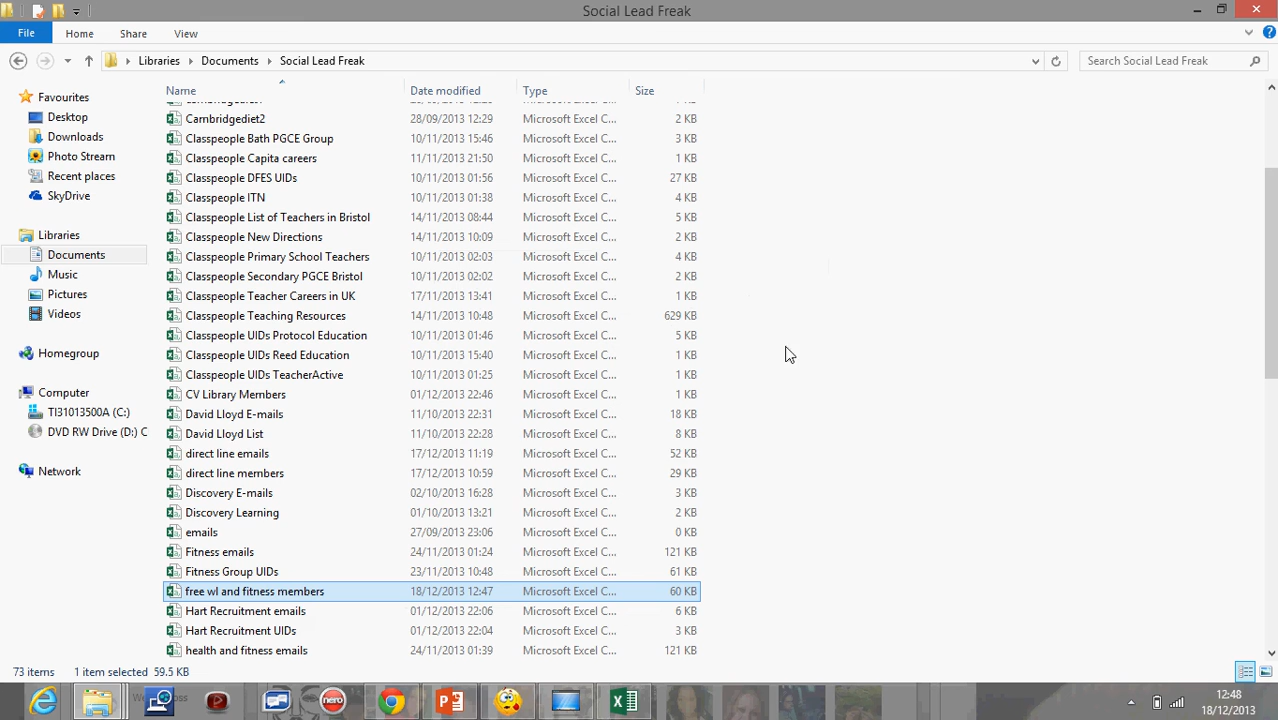 Social Lead Freak
File Home Share View
Libraries Documents Social Lead Freak Search Social Lead Freak
Name Date modified Type Size
Favourites
Desktop
Downloads
Photo Stream
Recent places
SkyDrive
Libraries
Documents
Music
Pictures
Videos
Homegroup
Computer
TI31013500A (C:)
DVD RW Drive (D:) C
Network
Cambridgediet2 28/09/2013 12:29 Microsoft Excel C... 2 KB
Classpeople Bath PGCE Group 10/11/2013 15:46 Microsoft Excel C... 3 KB
Classpeople Capita careers 11/11/2013 21:50 Microsoft Excel C... 1 KB
Classpeople DFES UIDs 10/11/2013 01:56 Microsoft Excel C... 27 KB
Classpeople ITN 10/11/2013 01:38 Microsoft Excel C... 4 KB
Classpeople List of Teachers in Bristol 14/11/2013 08:44 Microsoft Excel C... 5 KB
Classpeople New Directions 14/11/2013 10:09 Microsoft Excel C... 2 KB
Classpeople Primary School Teachers 10/11/2013 02:03 Microsoft Excel C... 4 KB
Classpeople Secondary PGCE Bristol 10/11/2013 02:02 Microsoft Excel C... 2 KB
Classpeople Teacher Careers in UK 17/11/2013 13:41 Microsoft Excel C... 1 KB
Classpeople Teaching Resources 14/11/2013 10:48 Microsoft Excel C... 629 KB
Classpeople UIDs Protocol Education 10/11/2013 01:46 Microsoft Excel C... 5 KB
Classpeople UIDs Reed Education 10/11/2013 15:40 Microsoft Excel C... 1 KB
Classpeople UIDs TeacherActive 10/11/2013 01:25 Microsoft Excel C... 1 KB
CV Library Members 01/12/2013 22:46 Microsoft Excel C... 1 KB
David Lloyd E-mails 11/10/2013 22:31 Microsoft Excel C... 18 KB
David Lloyd List 11/10/2013 22:28 Microsoft Excel C... 8 KB
direct line emails 17/12/2013 11:19 Microsoft Excel C... 52 KB
direct line members 17/12/2013 10:59 Microsoft Excel C... 29 KB
Discovery E-mails 02/10/2013 16:28 Microsoft Excel C... 3 KB
Discovery Learning 01/10/2013 13:21 Microsoft Excel C... 2 KB
emails 27/09/2013 23:06 Microsoft Excel C... 0 KB
Fitness emails 24/11/2013 01:24 Microsoft Excel C... 121 KB
Fitness Group UIDs 23/11/2013 10:48 Microsoft Excel C... 61 KB
free wl and fitness members 18/12/2013 12:47 Microsoft Excel C... 60 KB
Hart Recruitment emails 01/12/2013 22:06 Microsoft Excel C... 6 KB
Hart Recruitment UIDs 01/12/2013 22:04 Microsoft Excel C... 3 KB
health and fitness emails 24/11/2013 01:39 Microsoft Excel C... 121 KB
73 items 1 item selected 59.5 KB
nero
12:48
18/12/2013